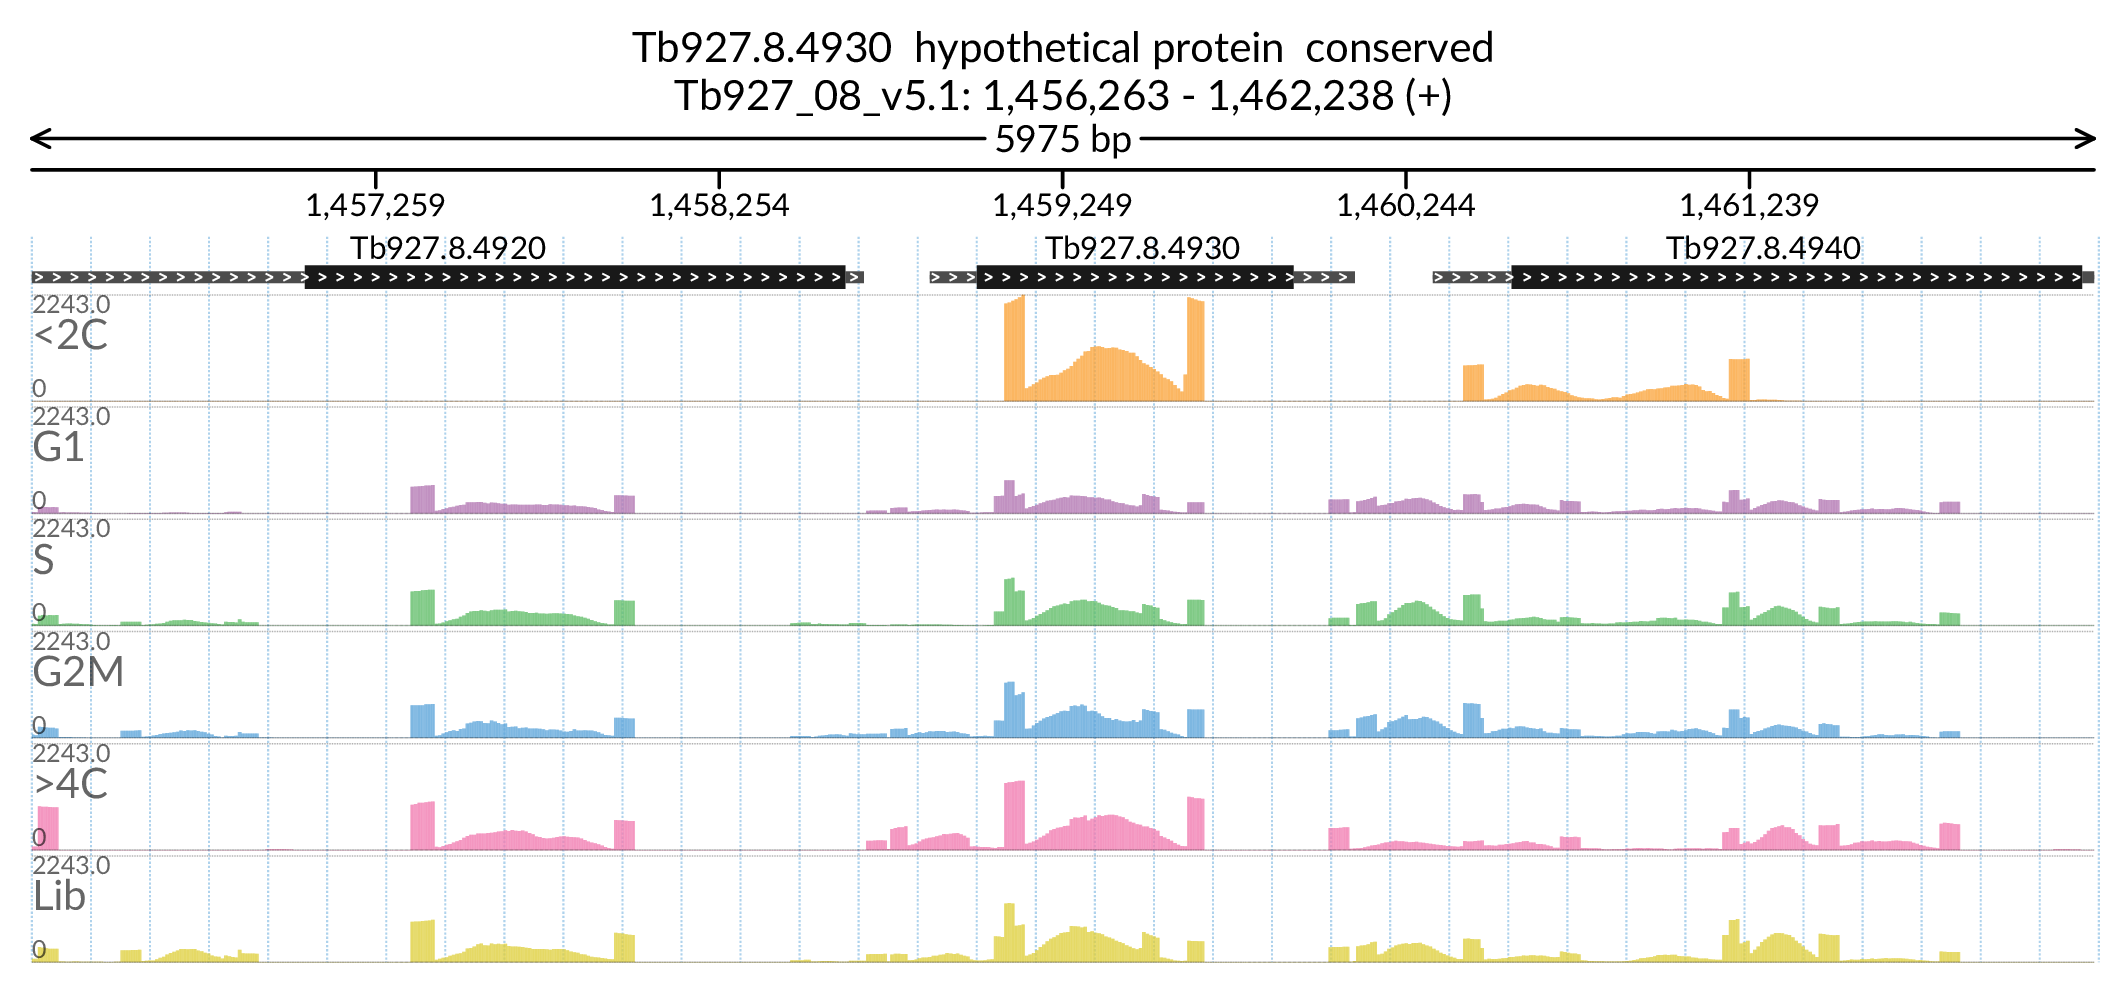 Tb927.8.4930  hypothetical protein  conserved
Tb927_08_v5.1: 1,456,263 - 1,462,238 (+)
5975 bp
1,457,259 1,458,254 1,459,249 1,460,244 1,461,239
Tb927.8.4920 Tb927.8.4930 Tb927.8.4940
2243.0
<2C
0
2243.0
G1
0
2243.0
S
0
2243.0
G2M
0
2243.0
>4C
0
2243.0
Lib
0